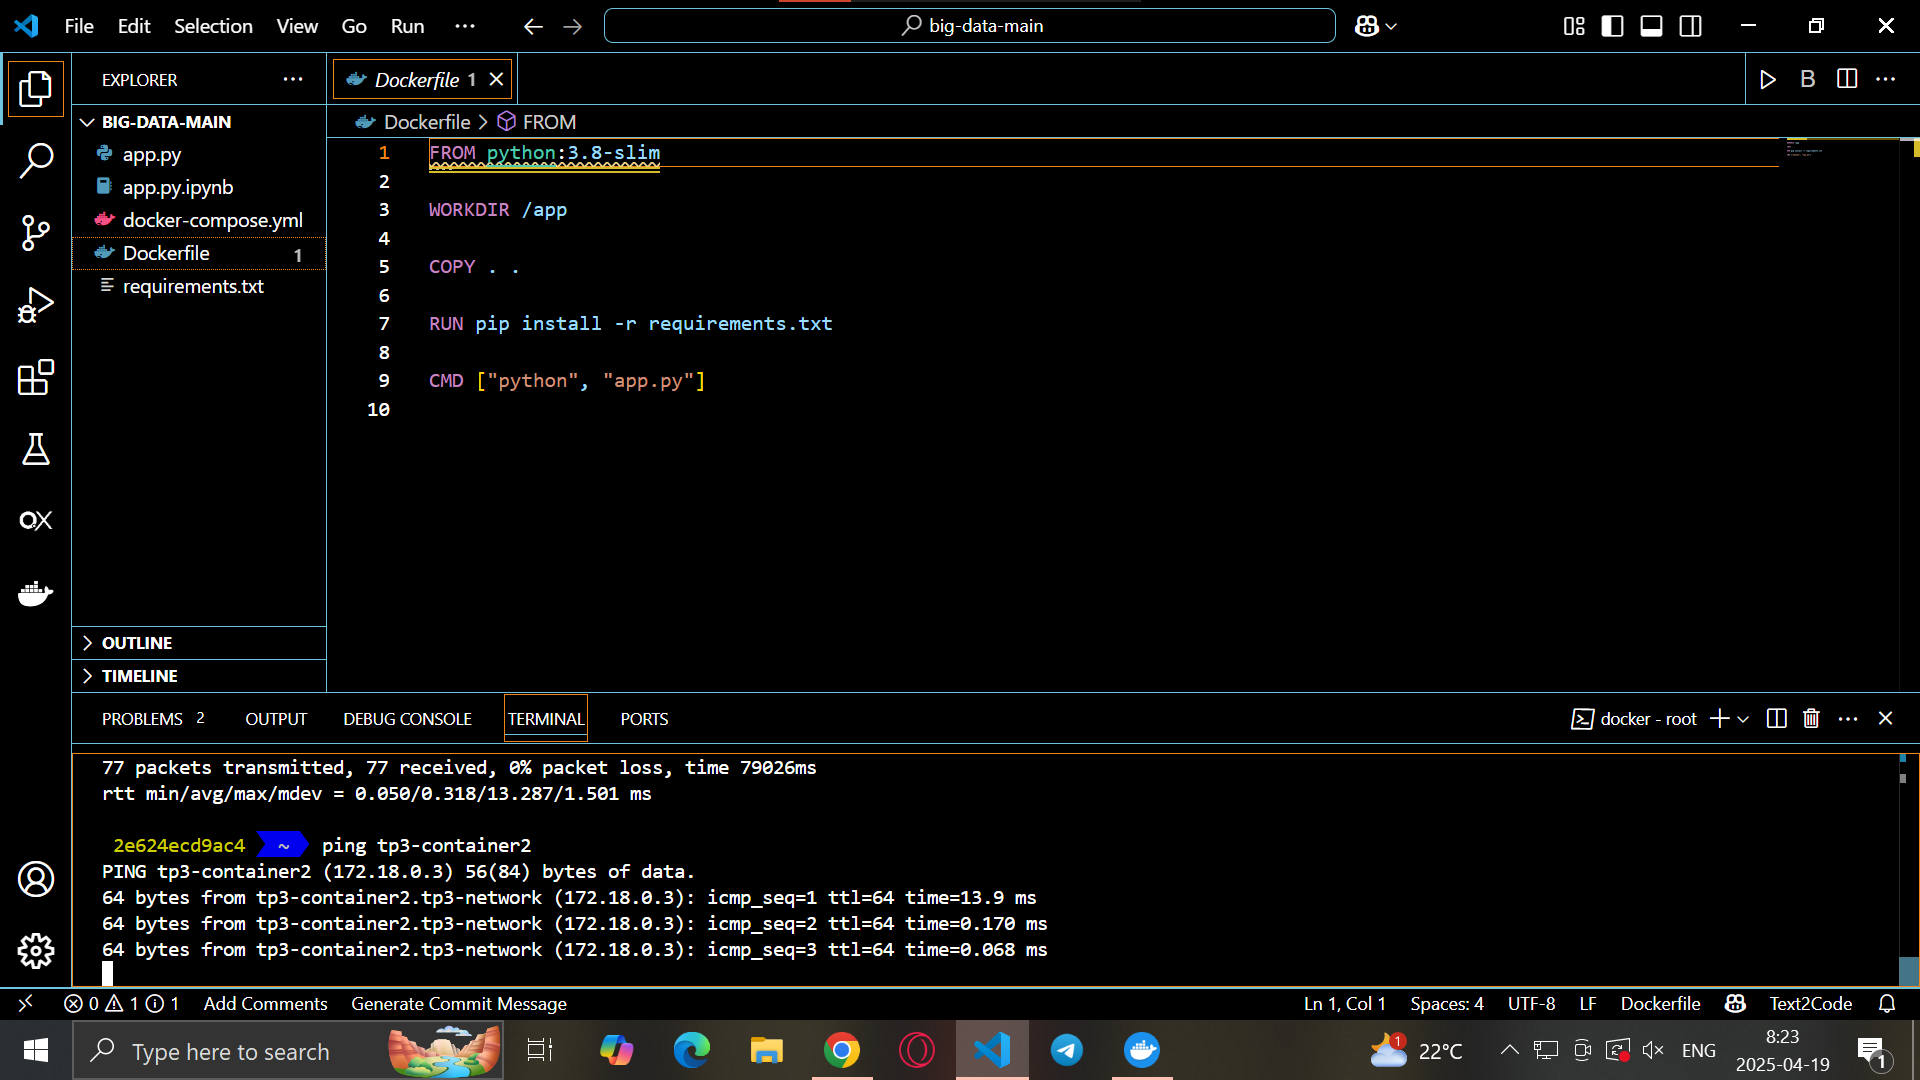 File Edit Selection View Go Run ···
big-data-main
EXPLORER ···
BIG-DATA-MAIN
app.py
app.py.ipynb
docker-compose.yml
Dockerfile 1
requirements.txt
OUTLINE
TIMELINE
Dockerfile 1
B
Dockerfile > FROM
1 FROM python:3.8-slim
2
3 WORKDIR /app
4
5 COPY . .
6
7 RUN pip install -r requirements.txt
8
9 CMD ["python", "app.py"]
10
PROBLEMS 2 OUTPUT DEBUG CONSOLE TERMINAL PORTS
docker - root
77 packets transmitted, 77 received, 0% packet loss, time 79026ms
rtt min/avg/max/mdev = 0.050/0.318/13.287/1.501 ms
2e624ecd9ac4 ~ ping tp3-container2
PING tp3-container2 (172.18.0.3) 56(84) bytes of data.
64 bytes from tp3-container2.tp3-network (172.18.0.3): icmp_seq=1 ttl=64 time=13.9 ms
64 bytes from tp3-container2.tp3-network (172.18.0.3): icmp_seq=2 ttl=64 time=0.170 ms
64 bytes from tp3-container2.tp3-network (172.18.0.3): icmp_seq=3 ttl=64 time=0.068 ms
0 1 1 Add Comments Generate Commit Message
Ln 1, Col 1 Spaces: 4 UTF-8 LF Dockerfile Text2Code
Type here to search
1 22°C ENG
8:23
2025-04-19
1